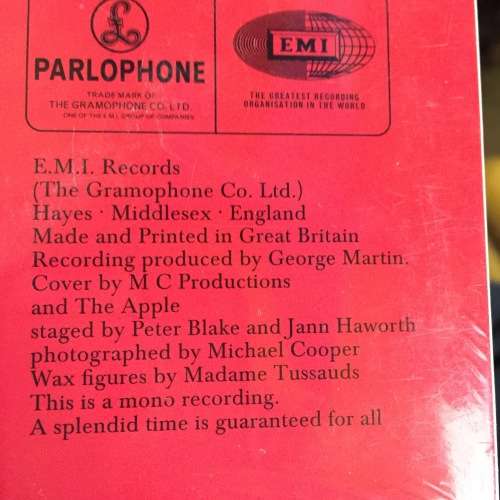 £
PARLOPHONE
TRADE MARK OF
THE GRAMOPHONE CO. LTD.
ONE OF THE E.M.I. GROUP OF COMPANIES
EMI
THE GREATEST RECORDING
ORGANISATION IN THE WORLD
E.M.I. Records
(The Gramophone Co. Ltd.)
Hayes · Middlesex · England
Made and Printed in Great Britain
Recording produced by George Martin.
Cover by M C Productions
and The Apple
staged by Peter Blake and Jann Haworth
photographed by Michael Cooper
Wax figures by Madame Tussauds
This is a mono recording.
A splendid time is guaranteed for all